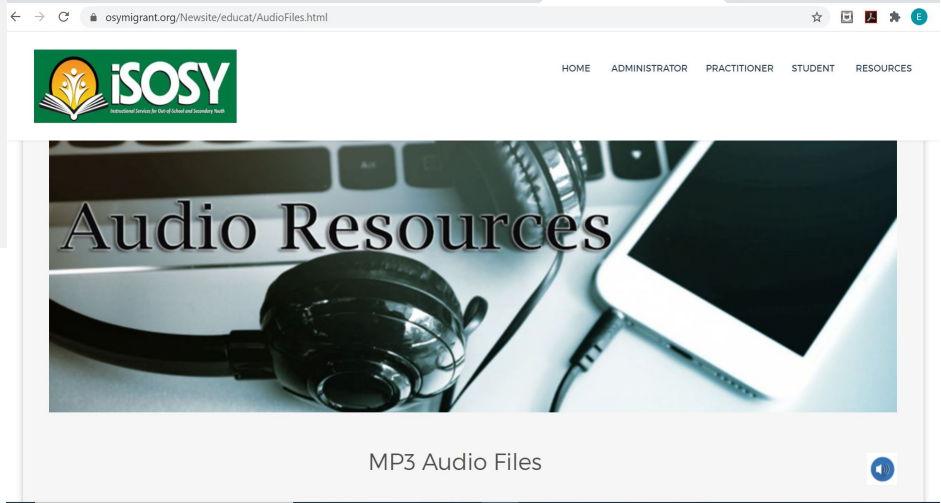 osymigrant.org/Newsite/educat/AudioFiles.html
E
iSOSY
Instructional Services for Out-of-School and Secondary Youth
HOME ADMINISTRATOR PRACTITIONER STUDENT RESOURCES
Alt
Audio Resources
MP3 Audio Files